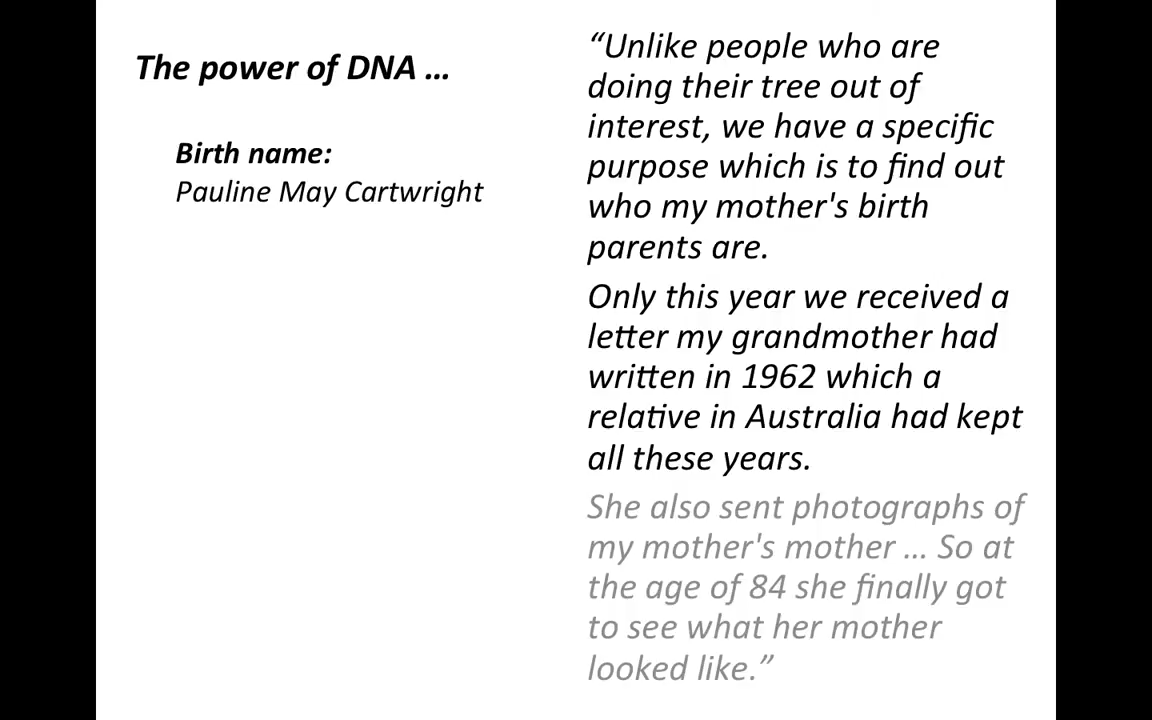 The power of DNA …
Birth name:
Pauline May Cartwright
“Unlike people who are
doing their tree out of
interest, we have a specific
purpose which is to find out
who my mother's birth
parents are.
Only this year we received a
letter my grandmother had
written in 1962 which a
relative in Australia had kept
all these years.
She also sent photographs of
my mother's mother … So at
the age of 84 she finally got
to see what her mother
looked like.”